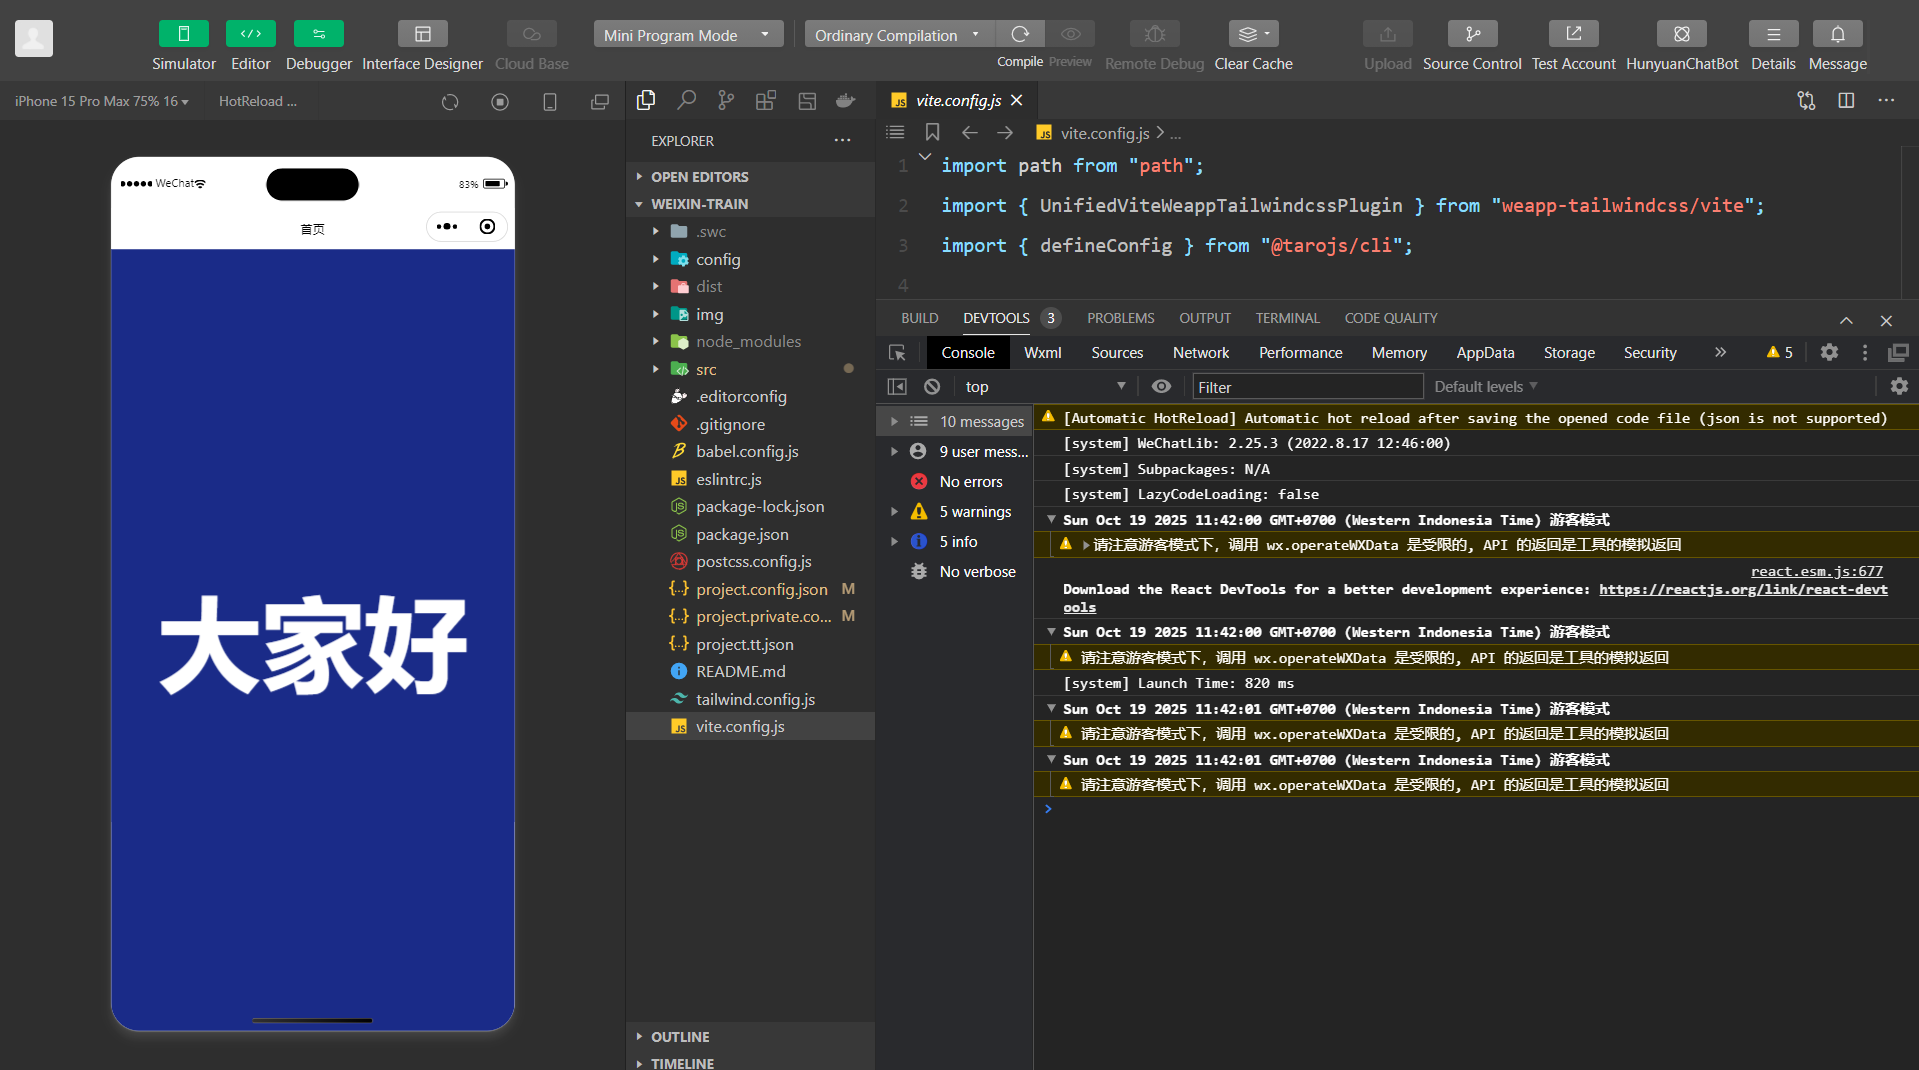 Simulator
Editor
Debugger
Interface Designer
Cloud Base
Mini Program Mode
Ordinary Compilation
Compile
Preview
Remote Debug
Clear Cache
Upload
Source Control
Test Account
HunyuanChatBot
Details
Message
iPhone 15 Pro Max 75% 16
HotReload ...
WeChat
83%
首页
大家好
EXPLORER
OPEN EDITORS
WEIXIN-TRAIN
.swc
config
dist
img
node_modules
src
.editorconfig
.gitignore
babel.config.js
eslintrc.js
package-lock.json
package.json
postcss.config.js
project.config.json M
project.private.co... M
project.tt.json
README.md
tailwind.config.js
vite.config.js
OUTLINE
TIMELINE
JS vite.config.js
JS vite.config.js > ...
1 import path from "path";
2 import { UnifiedViteWeappTailwindcssPlugin } from "weapp-tailwindcss/vite";
3 import { defineConfig } from "@tarojs/cli";
4
BUILD DEVTOOLS 3 PROBLEMS OUTPUT TERMINAL CODE QUALITY
Console Wxml Sources Network Performance Memory AppData Storage Security 5
top
Filter
Default levels
10 messages
9 user mess...
No errors
5 warnings
5 info
No verbose
[Automatic HotReload] Automatic hot reload after saving the opened code file (json is not supported)
[system] WeChatLib: 2.25.3 (2022.8.17 12:46:00)
[system] Subpackages: N/A
[system] LazyCodeLoading: false
Sun Oct 19 2025 11:42:00 GMT+0700 (Western Indonesia Time) 游客模式
请注意游客模式下，调用 wx.operateWXData 是受限的, API 的返回是工具的模拟返回
react.esm.js:677
Download the React DevTools for a better development experience: https://reactjs.org/link/react-devt
ools
Sun Oct 19 2025 11:42:00 GMT+0700 (Western Indonesia Time) 游客模式
请注意游客模式下，调用 wx.operateWXData 是受限的, API 的返回是工具的模拟返回
[system] Launch Time: 820 ms
Sun Oct 19 2025 11:42:01 GMT+0700 (Western Indonesia Time) 游客模式
请注意游客模式下，调用 wx.operateWXData 是受限的, API 的返回是工具的模拟返回
Sun Oct 19 2025 11:42:01 GMT+0700 (Western Indonesia Time) 游客模式
请注意游客模式下，调用 wx.operateWXData 是受限的, API 的返回是工具的模拟返回